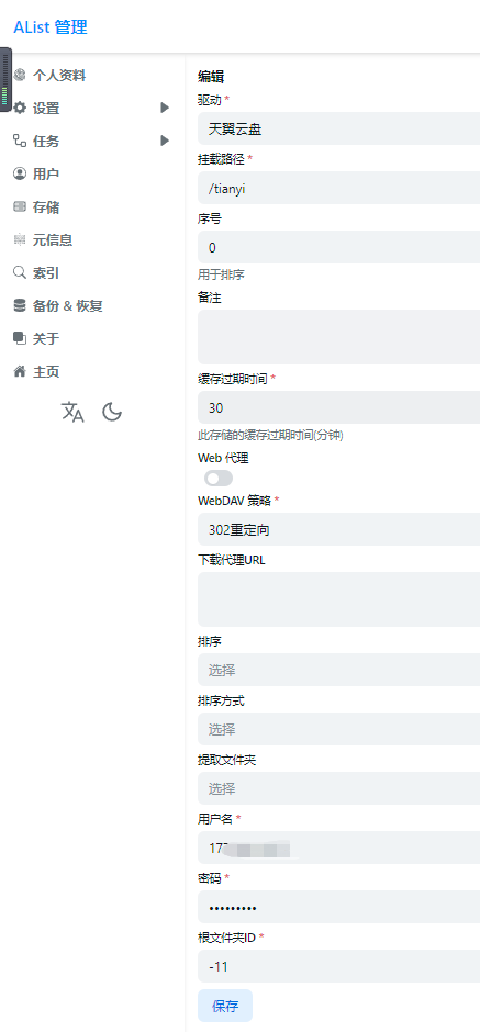 AList 管理
个人资料
设置
任务
用户
存储
元信息
索引
备份 & 恢复
关于
主页
编辑
驱动 *
天翼云盘
挂载路径 *
/tianyi
序号
0
用于排序
备注
缓存过期时间 *
30
此存储的缓存过期时间(分钟)
Web 代理
WebDAV 策略 *
302重定向
下载代理URL
排序
选择
排序方式
选择
提取文件夹
选择
用户名 *
17
密码 *
•••••••••
根文件夹ID *
-11
保存